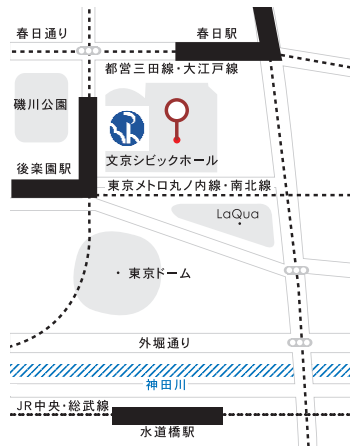 春日通り
春日駅
都営三田線・大江戸線
礫川公園
文京シビックホール
後楽園駅
東京メトロ丸ノ内線・南北線
LaQua
・東京ドーム
外堀通り
神田川
JR中央・総武線
水道橋駅